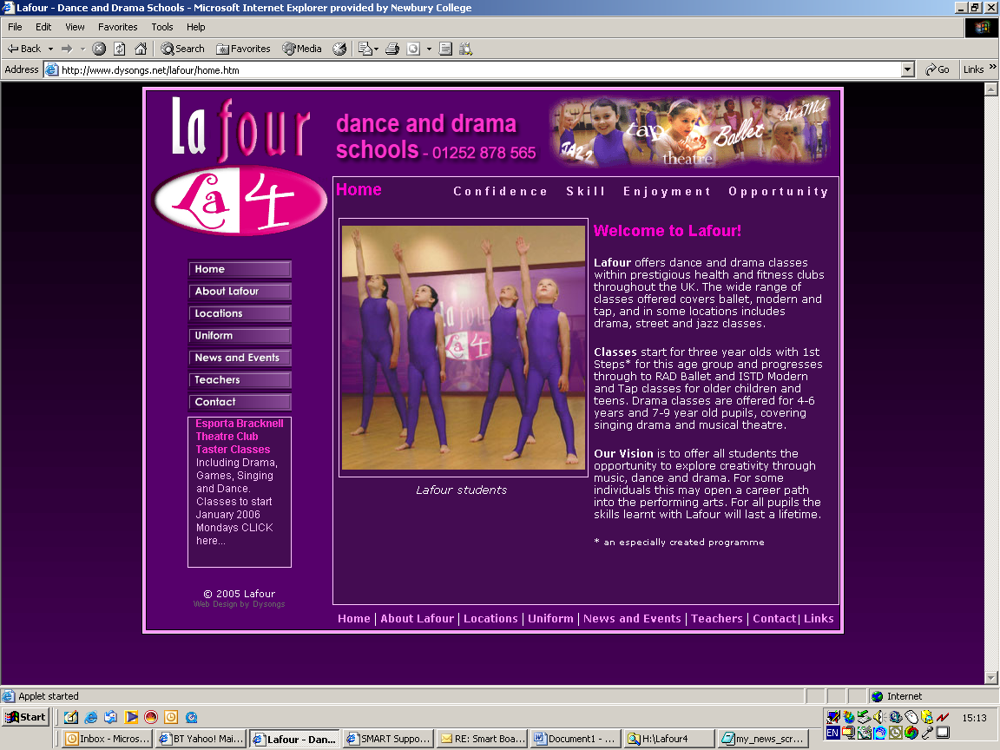 Lafour - Dance and Drama Schools - Microsoft Internet Explorer provided by Newbury College
File Edit View Favorites Tools Help
Back Search Favorites Media
Address http://www.dysongs.net/lafour/home.htm Go Links »
La four
dance and drama
schools - 01252 878 565
JAZZ tap theatre Ballet drama
La 4
Home Confidence Skill Enjoyment Opportunity
Home
About Lafour
Locations
Uniform
News and Events
Teachers
Contact
Esporta Bracknell
Theatre Club
Taster Classes
Including Drama,
Games, Singing
and Dance.
Classes to start
January 2006
Mondays CLICK
here...
© 2005 Lafour
Web Design by Dysongs
la four
La 4
Lafour students
Welcome to Lafour!
Lafour offers dance and drama classes
within prestigious health and fitness clubs
throughout the UK. The wide range of
classes offered covers ballet, modern and
tap, and in some locations includes
drama, street and jazz classes.
Classes start for three year olds with 1st
Steps* for this age group and progresses
through to RAD Ballet and ISTD Modern
and Tap classes for older children and
teens. Drama classes are offered for 4-6
years and 7-9 year old pupils, covering
singing drama and musical theatre.
Our Vision is to offer all students the
opportunity to explore creativity through
music, dance and drama. For some
individuals this may open a career path
into the performing arts. For all pupils the
skills learnt with Lafour will last a lifetime.
* an especially created programme
Home | About Lafour | Locations | Uniform | News and Events | Teachers | Contact | Links
Applet started Internet
Start 15:13
EN
Inbox - Micros... BT Yahoo! Mai... Lafour - Dan... SMART Suppo... RE: Smart Boa... Document1 - ... H:\Lafour4 my_news_scr...